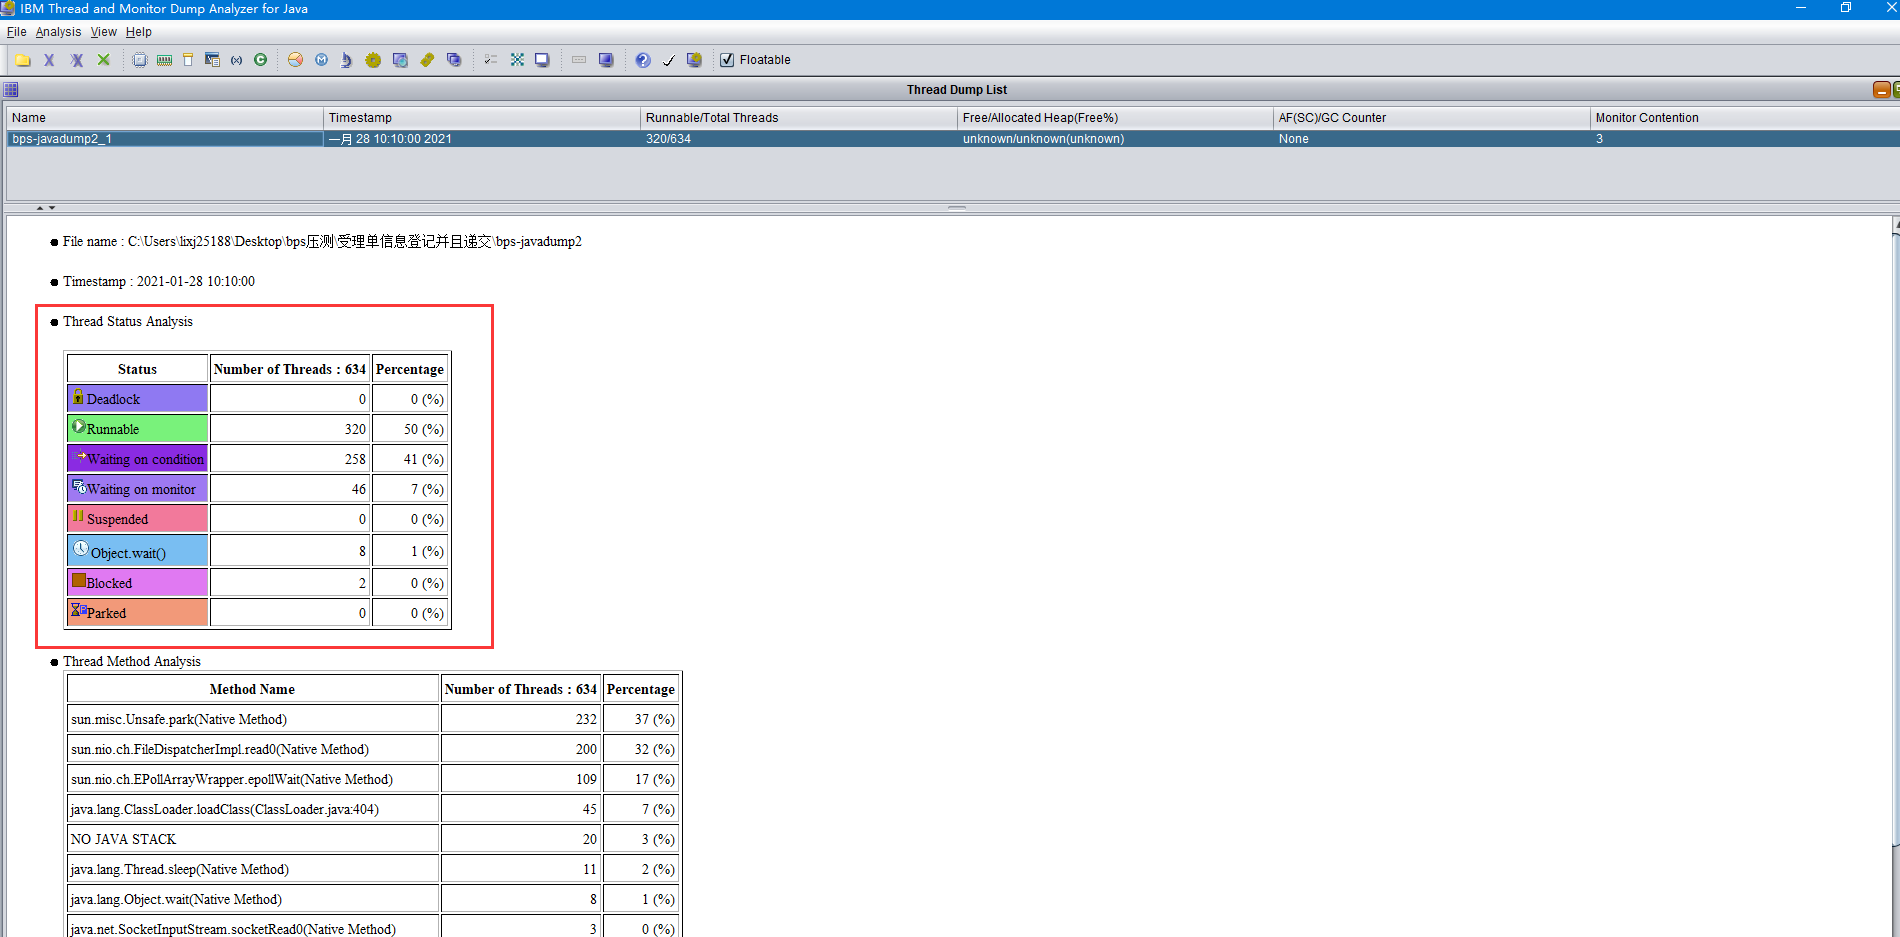 IBM Thread and Monitor Dump Analyzer for Java
File Analysis View Help
Floatable
Thread Dump List
Name Timestamp Runnable/Total Threads Free/Allocated Heap(Free%) AF(SC)/GC Counter Monitor Contention
bps-javadump2_1 一月 28 10:10:00 2021 320/634 unknown/unknown(unknown) None 3
File name : C:\Users\lixj25188\Desktop\bps压测\受理单信息登记并且递交\bps-javadump2
Timestamp : 2021-01-28 10:10:00
Thread Status Analysis
Status Number of Threads : 634 Percentage
Deadlock 0 0 (%)
Runnable 320 50 (%)
Waiting on condition 258 41 (%)
Waiting on monitor 46 7 (%)
Suspended 0 0 (%)
Object.wait() 8 1 (%)
Blocked 2 0 (%)
Parked 0 0 (%)
Thread Method Analysis
Method Name Number of Threads : 634 Percentage
sun.misc.Unsafe.park(Native Method) 232 37 (%)
sun.nio.ch.FileDispatcherImpl.read0(Native Method) 200 32 (%)
sun.nio.ch.EPollArrayWrapper.epollWait(Native Method) 109 17 (%)
java.lang.ClassLoader.loadClass(ClassLoader.java:404) 45 7 (%)
NO JAVA STACK 20 3 (%)
java.lang.Thread.sleep(Native Method) 11 2 (%)
java.lang.Object.wait(Native Method) 8 1 (%)
java.net.SocketInputStream.socketRead0(Native Method) 3 0 (%)